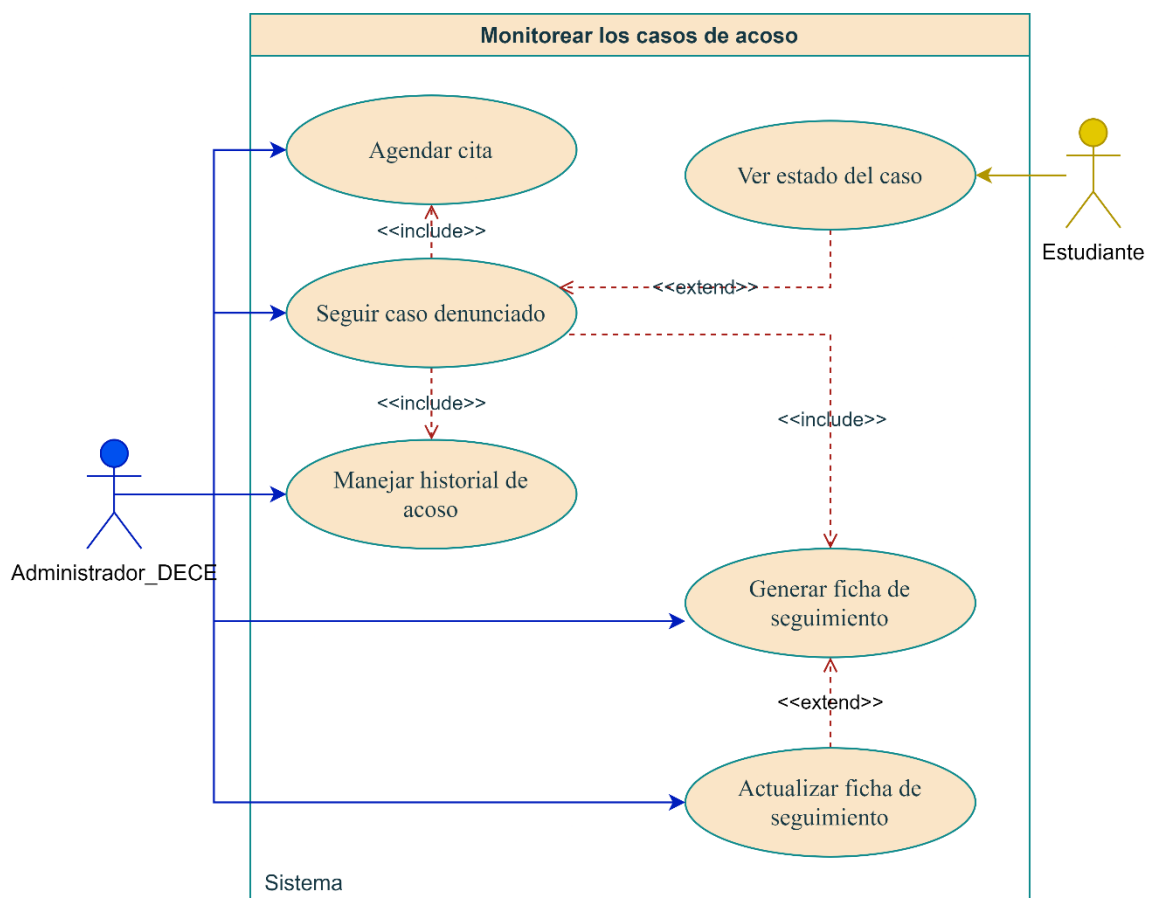 Monitorear los casos de acoso
Agendar cita
Ver estado del caso
<<include>>
Estudiante
<<extend>>
Seguir caso denunciado
<<include>>
<<include>>
Manejar historial de
acoso
Administrador_DECE
Generar ficha de
seguimiento
<<extend>>
Actualizar ficha de
seguimiento
Sistema